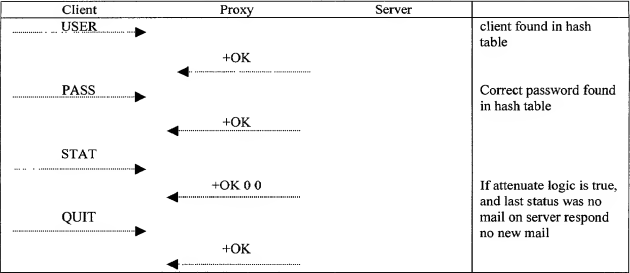 Client Proxy Server
USER client found in hash
table
+OK
PASS Correct password found
in hash table
+OK
STAT
+OK 0 0 If attenuate logic is true,
and last status was no
QUIT mail on server respond
no new mail
+OK